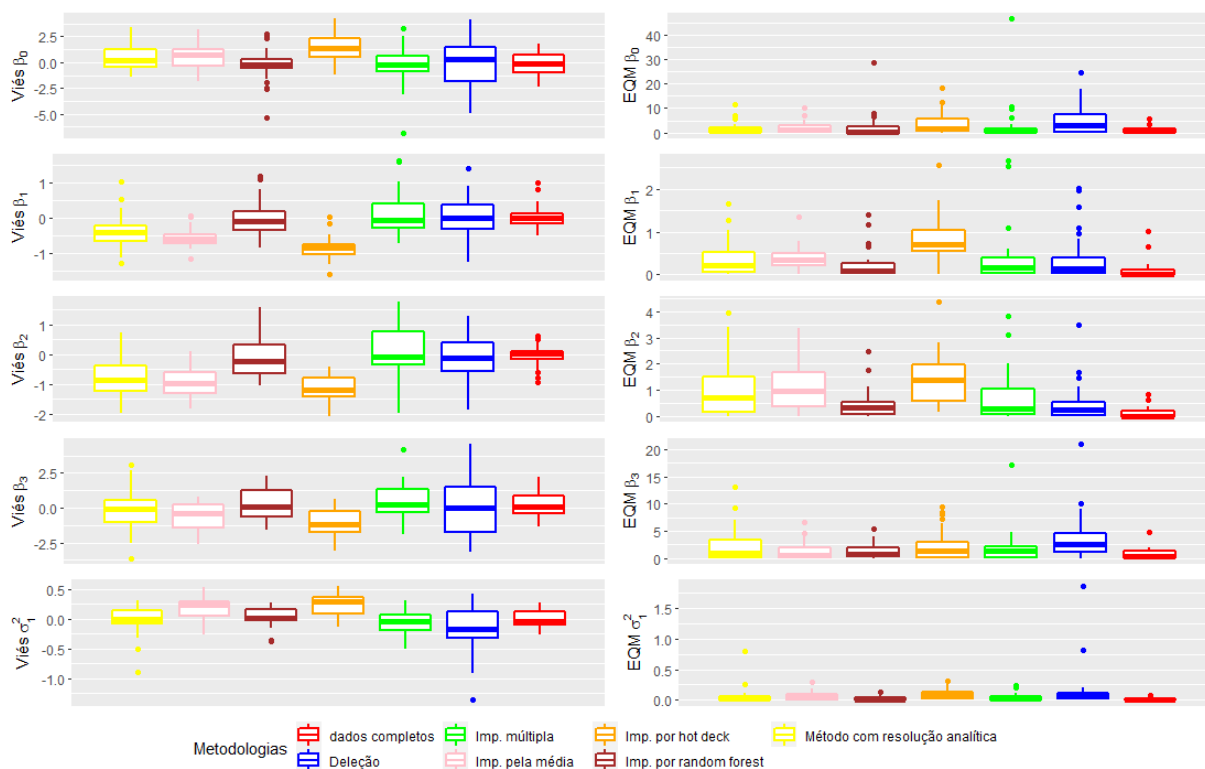 Viés β0
2.5
0.0
-2.5
-5.0
EQM β0
40
30
20
10
0
Viés β1
1
0
-1
EQM β1
2
1
0
Viés β2
1
0
-1
-2
EQM β2
4
3
2
1
0
Viés β3
2.5
0.0
-2.5
EQM β3
20
15
10
5
0
Viés σ²1
0.5
0.0
-0.5
-1.0
EQM σ²1
1.5
1.0
0.5
0.0
Metodologias
dados completos
Imp. múltipla
Imp. por hot deck
Método com resolução analítica
Deleção
Imp. pela média
Imp. por random forest